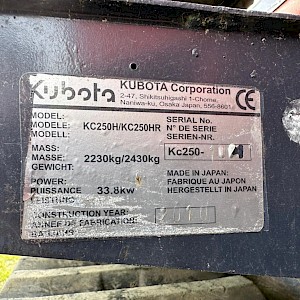 Kubota KUBOTA Corporation
2-47, Shikitsuhigashi 1-Chome,
Naniwa-ku, Osaka Japan, 556-8601
CE
MODEL:
MODELE: KC250H/KC250HR
MODELL:
SERIAL No.
N° DE SERIE
SERIEN-NR.
Kc250-
MASS:
MASSE: 2230kg/2430kg
GEWICHT:
POWER:
PUISSANCE 33.8kw
LEISTUNG
MADE IN JAPAN:
FABRIQUE AU JAPON
HERGESTELLT IN JAPAN
CONSTRUCTION YEAR:
ANNEE DE FABRICATION:
BAUJAHR: